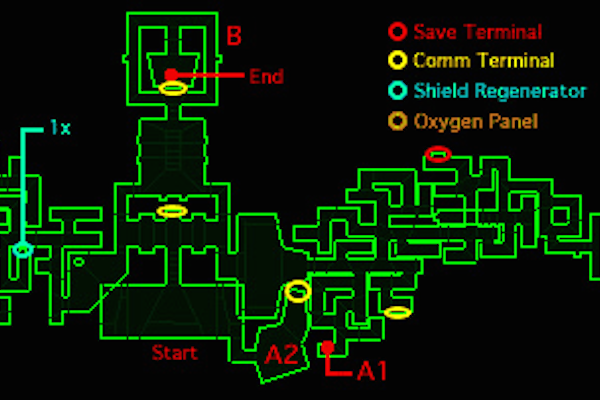 B
Save Terminal
Comm Terminal
End
Shield Regenerator
1x
Oxygen Panel
Start
A2
A1